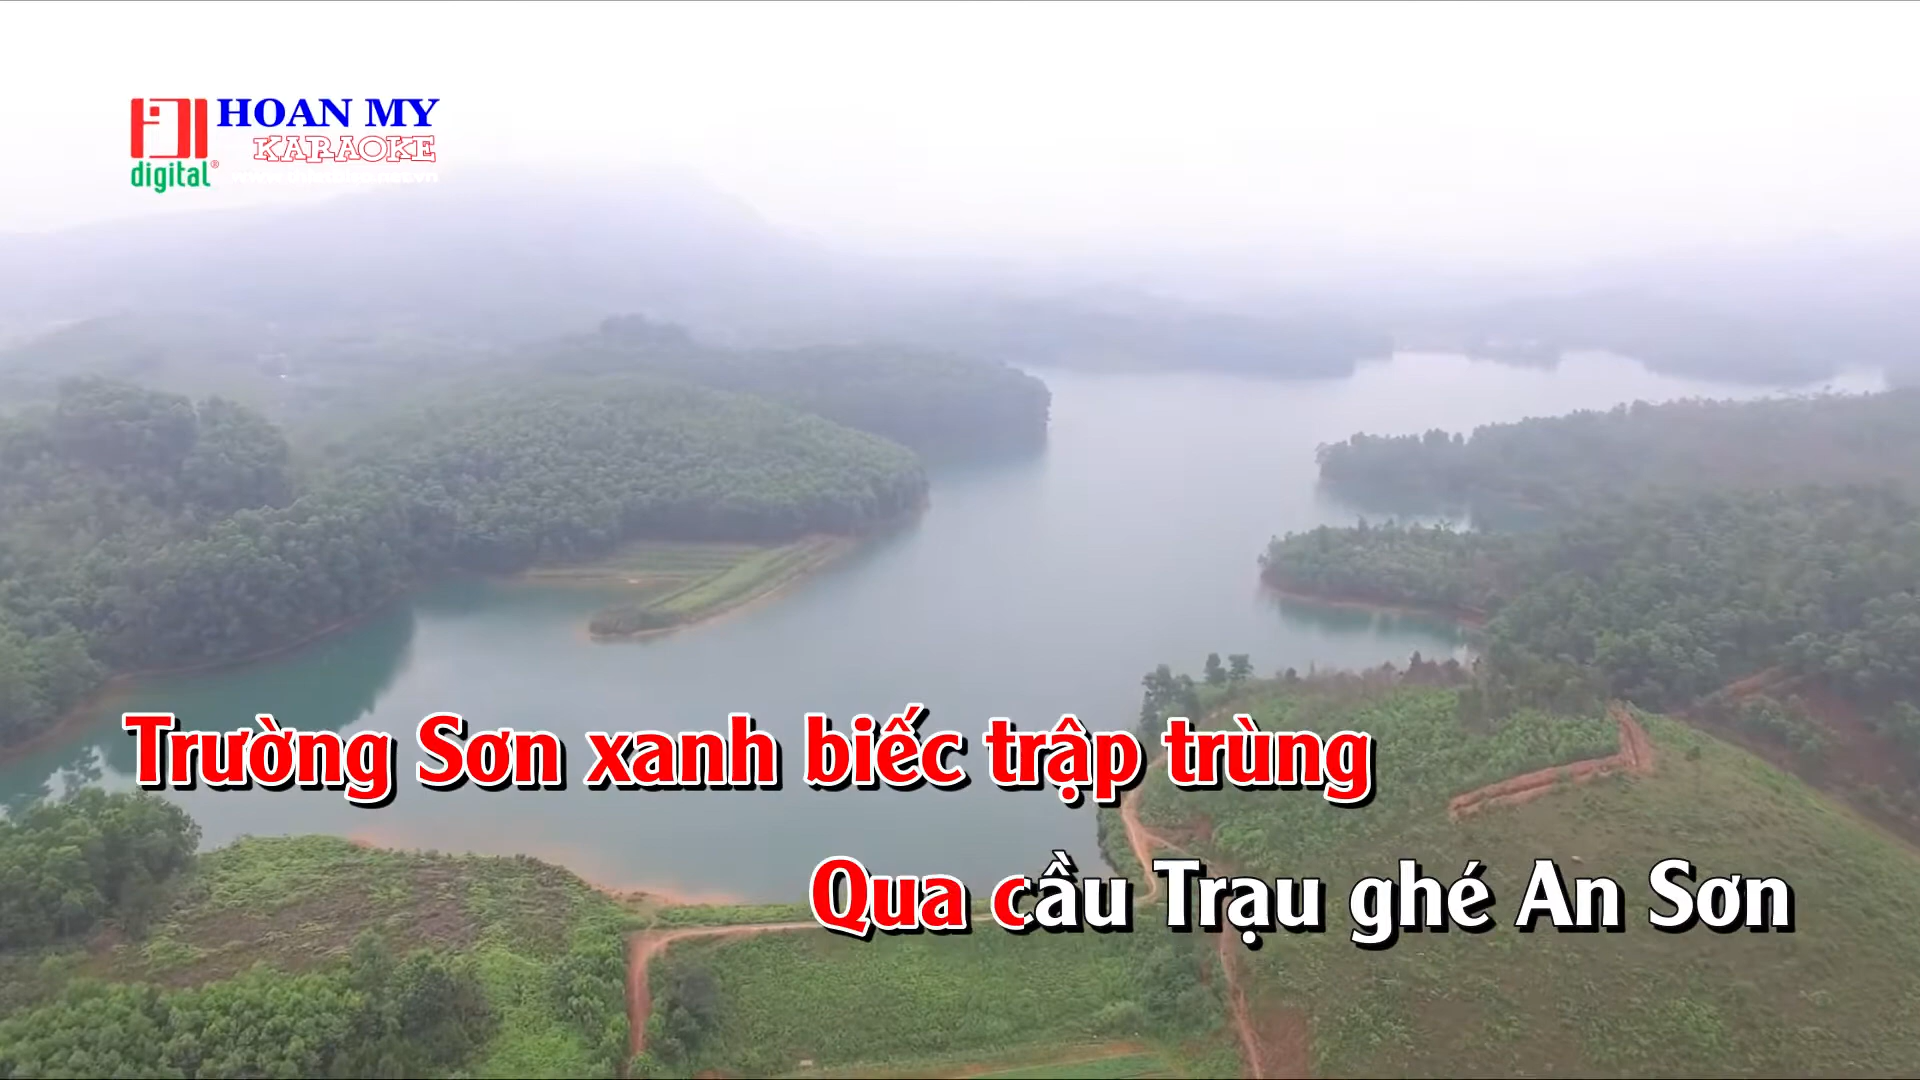 HOAN MY
KARAOKE
digital®
Trường Sơn xanh biếc trập trùng
Qua cầu Trạu ghé An Sơn